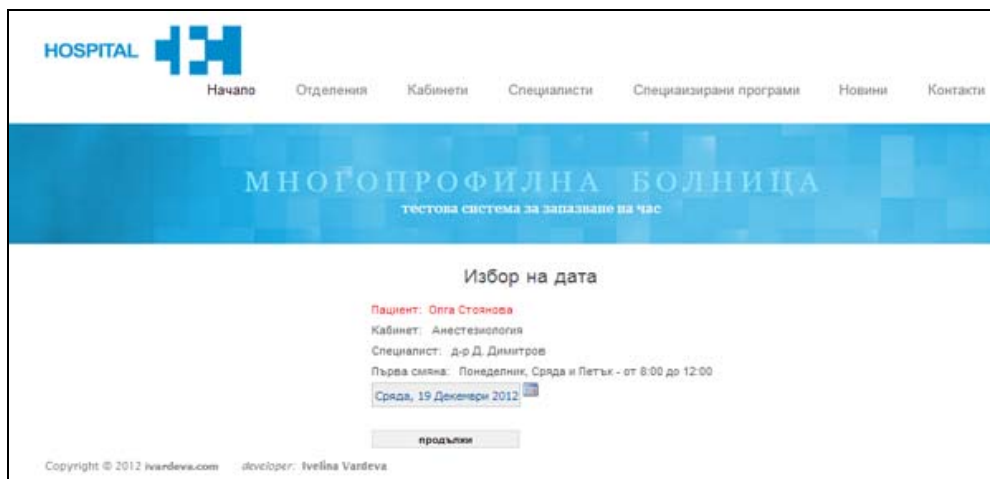 HOSPITAL
Начало Отделения Кабинети Специалисти Специаизирани програми Новини Контакти
МНОГОПРОФИЛНА БОЛНИЦА
тестова система за запазване на час
Избор на дата
Пациент: Олга Стоянова
Кабинет: Анестезиология
Специалист: д-р Д. Димитров
Първа смяна: Понеделник, Сряда и Петък - от 8:00 до 12:00
Сряда, 19 Декември 2012
продължи
Copyright © 2012 ivardeva.com developer: Ivelina Vardeva